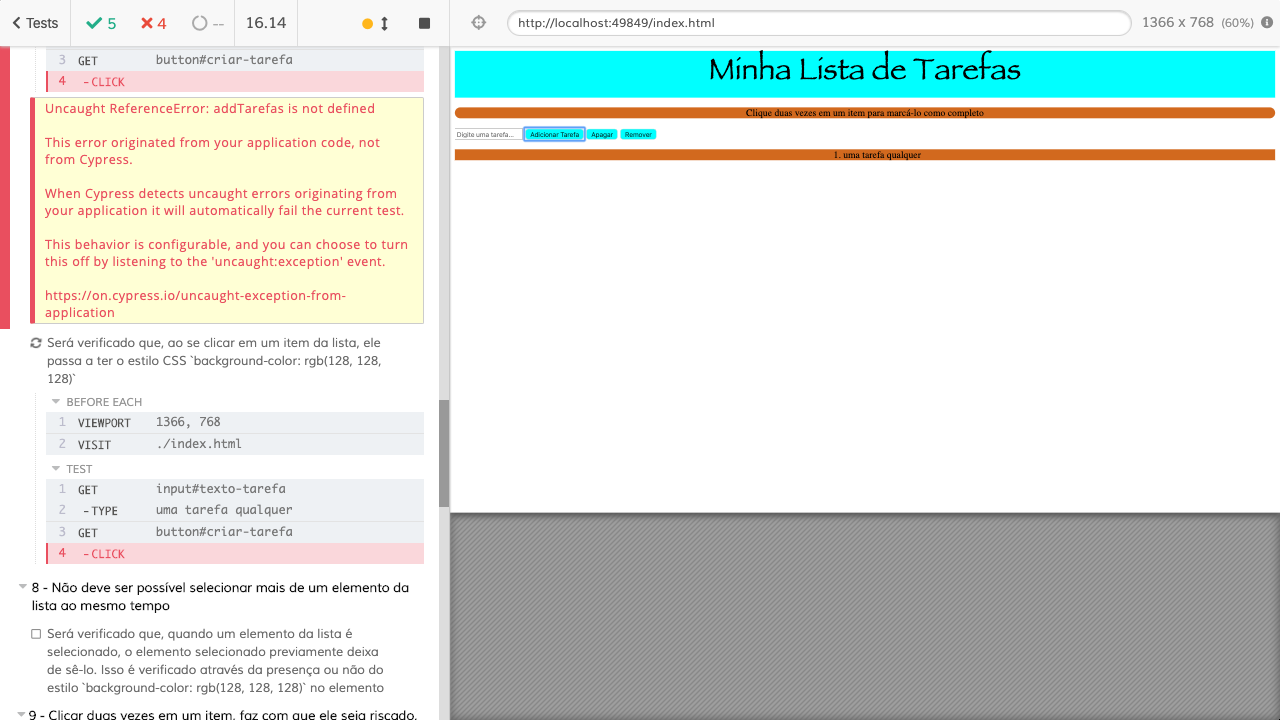 Tests
5
4
--
16.14
http://localhost:49849/index.html
1366 x 768 (60%)
3 GET button#criar-tarefa
4 -CLICK
Uncaught ReferenceError: addTarefas is not defined
This error originated from your application code, not
from Cypress.
When Cypress detects uncaught errors originating from
your application it will automatically fail the current test.
This behavior is configurable, and you can choose to turn
this off by listening to the 'uncaught:exception' event.
https://on.cypress.io/uncaught-exception-from-
application
Será verificado que, ao se clicar em um item da lista, ele
passa a ter o estilo CSS `background-color: rgb(128, 128,
128)`
BEFORE EACH
1 VIEWPORT 1366, 768
2 VISIT ./index.html
TEST
1 GET input#texto-tarefa
2 -TYPE uma tarefa qualquer
3 GET button#criar-tarefa
4 -CLICK
8 - Não deve ser possível selecionar mais de um elemento da
lista ao mesmo tempo
Será verificado que, quando um elemento da lista é
selecionado, o elemento selecionado previamente deixa
de sê-lo. Isso é verificado através da presença ou não do
estilo `background-color: rgb(128, 128, 128)` no elemento
9 - Clicar duas vezes em um item, faz com que ele seja riscado,
Minha Lista de Tarefas
Clique duas vezes em um item para marcá-lo como completo
Digite uma tarefa... Adicionar Tarefa Apagar Remover
1. uma tarefa qualquer